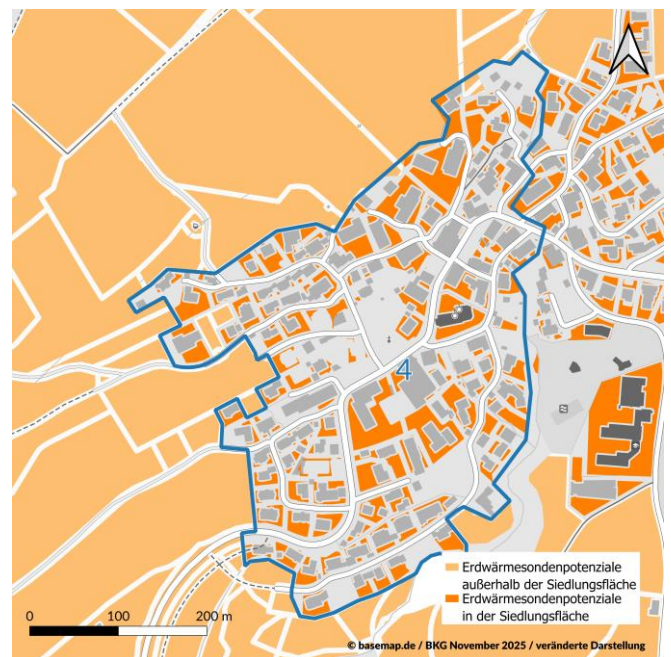 4
Erdwärmesondenpotenziale
außerhalb der Siedlungsfläche
Erdwärmesondenpotenziale
in der Siedlungsfläche
0 100 200 m
© basemap.de / BKG November 2025 / veränderte Darstellung